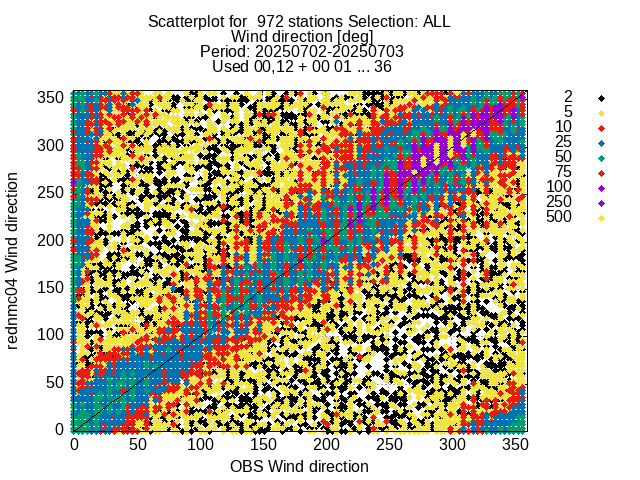 Scatterplot for  972 stations Selection: ALL
Wind direction [deg]
Period: 20250702-20250703
Used 00,12 + 00 01 ... 36
350
300
250
200
150
100
50
0
rednmc04 Wind direction
0 50 100 150 200 250 300 350
OBS Wind direction
2
5
10
25
50
75
100
250
500